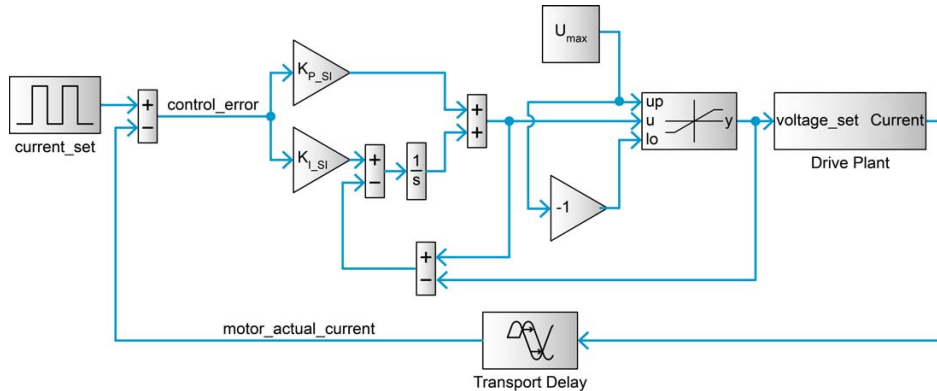 U_max
K_P_SI
+
−
control_error
current_set
K_I_SI
+
−
1
s
+
+
up
u
lo
y
voltage_set Current
Drive Plant
-1
+
−
motor_actual_current
Transport Delay